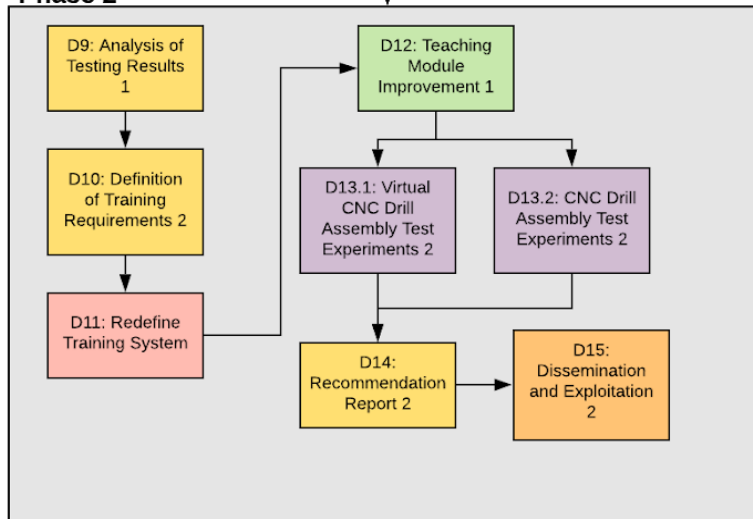 Phase 2
D9: Analysis of
Testing Results
1
D12: Teaching
Module
Improvement 1
D10: Definition
of Training
Requirements 2
D13.1: Virtual
CNC Drill
Assembly Test
Experiments 2
D13.2: CNC Drill
Assembly Test
Experiments 2
D11: Redefine
Training System
D14:
Recommendation
Report 2
D15:
Dissemination
and Exploitation
2